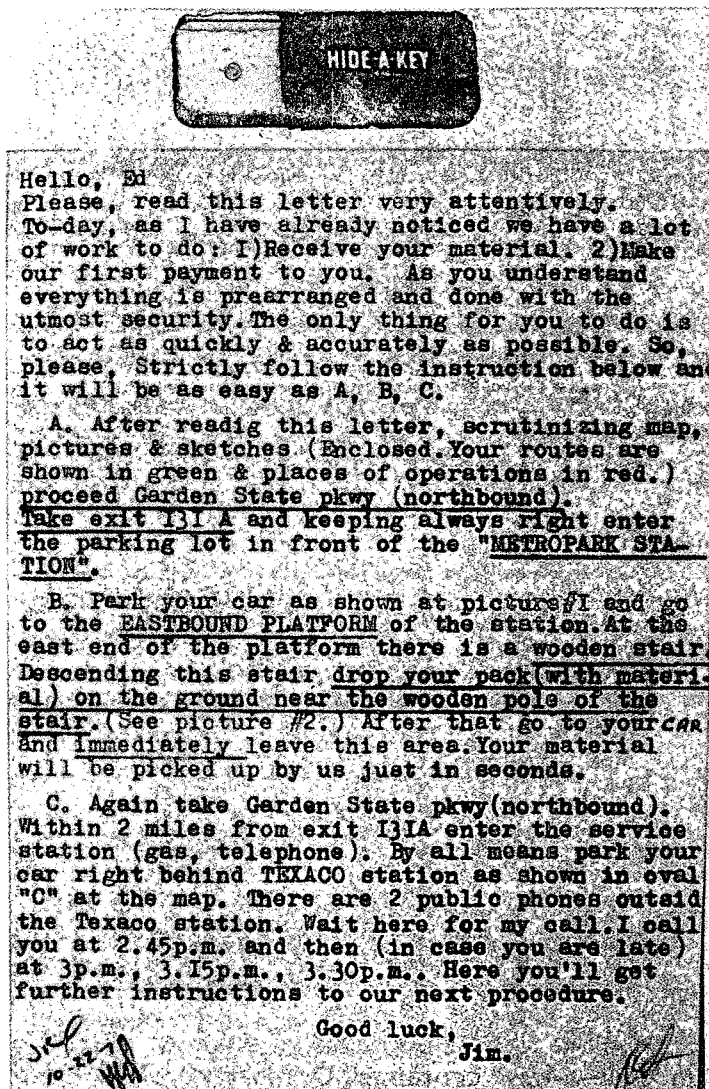 HIDE-A-KEY
Hello, Ed
Please, read this letter very attentively.
To-day, as I have already noticed we have a lot
of work to do: I)Receive your material. 2)Make
our first payment to you. As you understand
everything is prearranged and done with the
utmost security.The only thing for you to do is
to act as quickly & accurately as possible. So,
please, Strictly follow the instruction below and
it will be as easy as A, B, C.
A. After readig this letter, scrutinizing map,
pictures & sketches (Enclosed.Your routes are
shown in green & places of operations in red.)
proceed Garden State pkwy (northbound).
Take exit I3I A and keeping always right enter
the parking lot in front of the "METROPARK STA-
TION".
B. Park your car as shown at picture#I and go
to the EASTBOUND PLATFORM of the station.At the
east end of the platform there is a wooden stair.
Descending this stair drop your pack(with materi-
al) on the ground near the wooden pole of the
stair.(See picture #2.) After that go to your CAR
and immediately leave this area.Your material
will be picked up by us just in seconds.
C. Again take Garden State pkwy(northbound).
Within 2 miles from exit I3IA enter the service
station (gas, telephone). By all means park your
car right behind TEXACO station as shown in oval
"C" at the map. There are 2 public phones outsid
the Texaco station. Wait here for my call.I call
you at 2.45p.m. and then (in case you are late)
at 3p.m., 3.I5p.m., 3.30p.m.. Here you'll get
further instructions to our next procedure.
Good luck,
Jim.